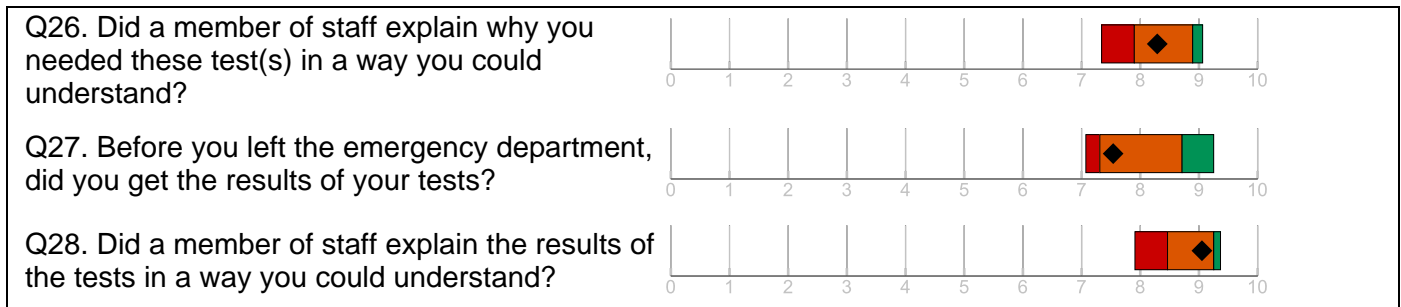 Q26. Did a member of staff explain why you
needed these test(s) in a way you could
understand?
0 1 2 3 4 5 6 7 8 9 10
Q27. Before you left the emergency department,
did you get the results of your tests?
0 1 2 3 4 5 6 7 8 9 10
Q28. Did a member of staff explain the results of
the tests in a way you could understand?
0 1 2 3 4 5 6 7 8 9 10